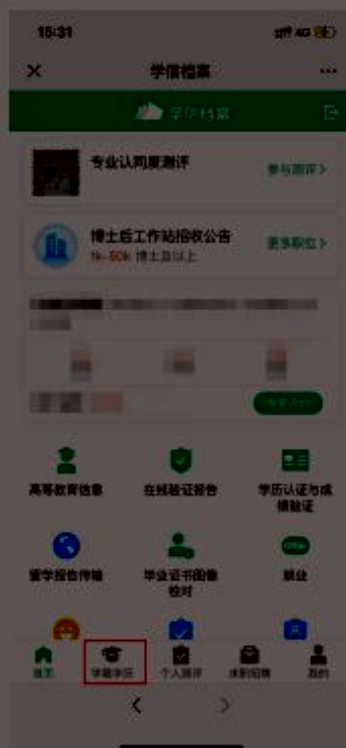 15:31
4G
学信档案
学信档案
专业认同度测评
参与测评>
博士后工作站招收公告
1k-50k 博士及以上
更多职位>
高等教育信息
在线验证报告
学历认证与成绩验证
留学报告传输
毕业证书图像校对
就业
首页
学籍学历
个人测评
求职招聘
我的